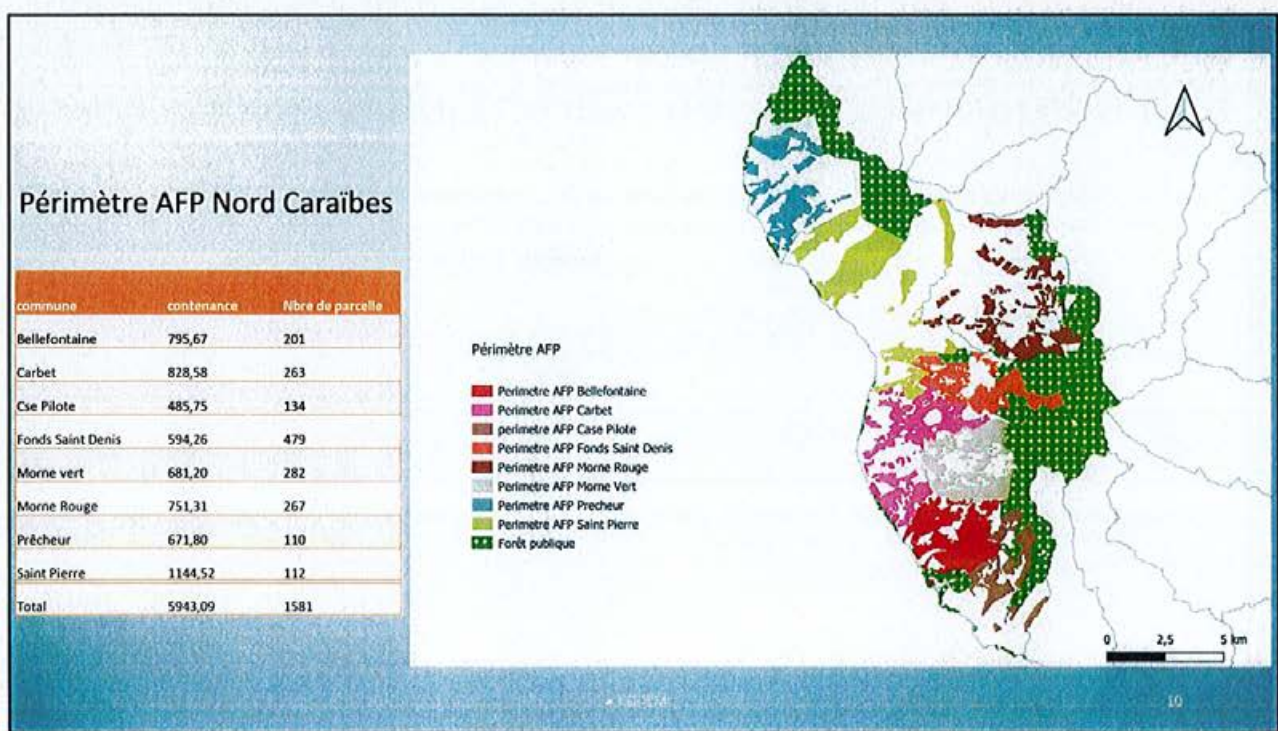 Périmètre AFP Nord Caraïbes
commune contenance Nbre de parcelle
Bellefontaine 795,67 201
Carbet 828,58 263
Cse Pilote 485,75 134
Fonds Saint Denis 594,26 479
Morne vert 681,20 282
Morne Rouge 751,31 267
Prêcheur 671,80 110
Saint Pierre 1144,52 112
Total 5943,09 1581
Périmètre AFP
Perimetre AFP Bellefontaine
Perimetre AFP Carbet
perimetre AFP Case Pilote
Perimetre AFP Fonds Saint Denis
Perimetre AFP Morne Rouge
Perimetre AFP Morne Vert
Perimetre AFP Precheur
Perimetre AFP Saint Pierre
Forêt publique
0 2,5 5 km
10